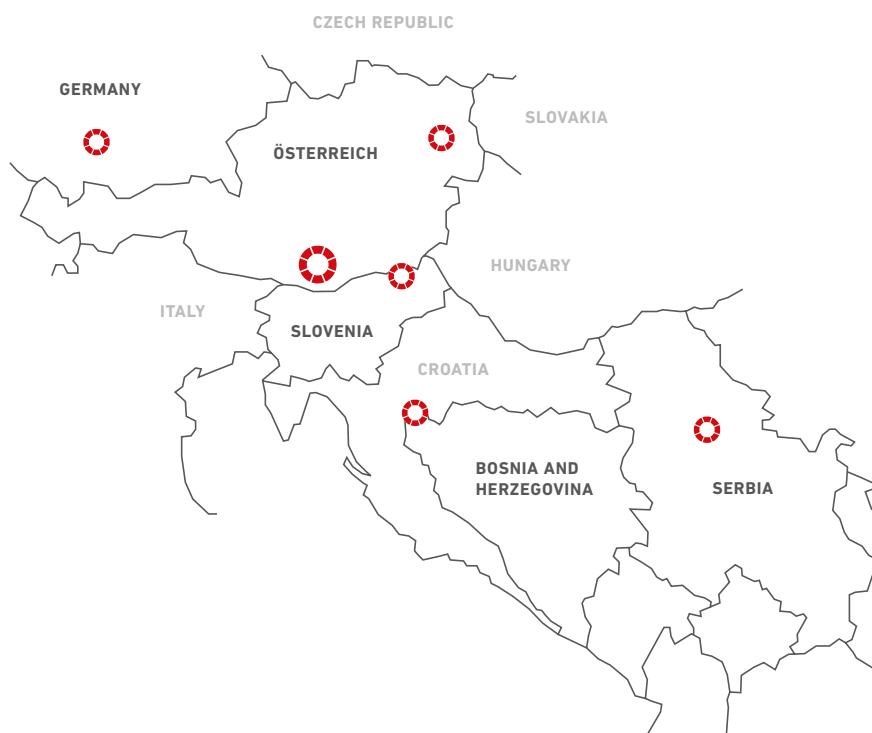 CZECH REPUBLIC
GERMANY
SLOVAKIA
ÖSTERREICH
HUNGARY
ITALY
SLOVENIA
CROATIA
BOSNIA AND
HERZEGOVINA
SERBIA